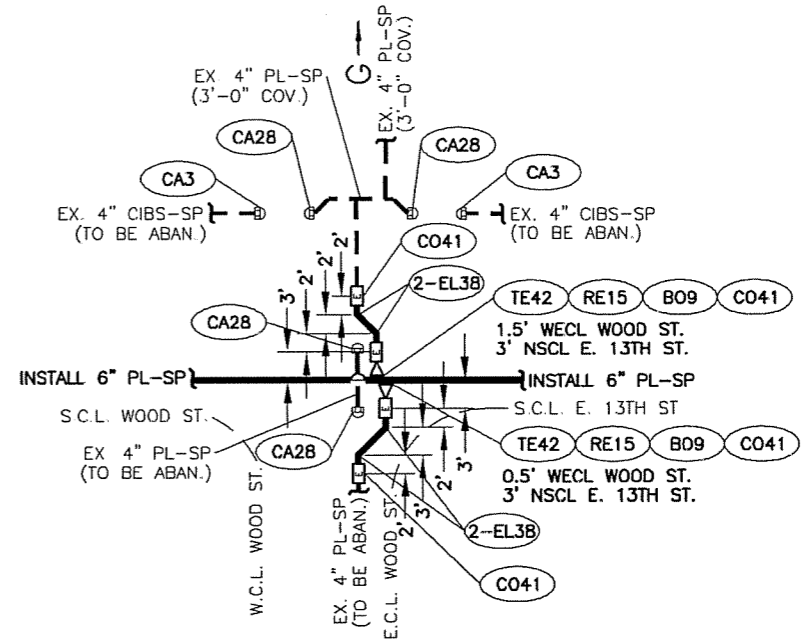 G
EX. 4" PL-SP
(3'-0" COV.)
EX. 4" PL-SP
(3'-0" COV.)
CA28
CA28
CA3
CA3
EX. 4" CIBS-SP
(TO BE ABAN.)
EX. 4" CIBS-SP
(TO BE ABAN.)
CO41
2'
2'
2'
3'
2-EL38
CA28
TE42
RE15
BO9
CO41
1.5' WECL WOOD ST.
3' NSCL E. 13TH ST.
INSTALL 6" PL-SP
INSTALL 6" PL-SP
S.C.L. WOOD ST.
S.C.L. E. 13TH ST
EX 4" PL-SP
(TO BE ABAN.)
CA28
TE42
RE15
BO9
CO41
0.5' WECL WOOD ST.
3' NSCL E. 13TH ST.
3'
2'
3'
2'
2-EL38
CO41
W.C.L. WOOD ST.
EX. 4" PL-SP
(TO BE ABAN.)
E.C.L. WOOD ST.
E
E
E
E